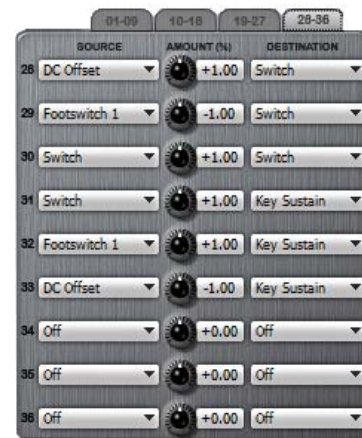 01-09 10-18 19-27 28-36
SOURCE AMOUNT (%) DESTINATION
28 DC Offset +1.00 Switch
29 Footswitch 1 -1.00 Switch
30 Switch +1.00 Switch
31 Switch +1.00 Key Sustain
32 Footswitch 1 +1.00 Key Sustain
33 DC Offset -1.00 Key Sustain
34 Off +0.00 Off
35 Off +0.00 Off
36 Off +0.00 Off